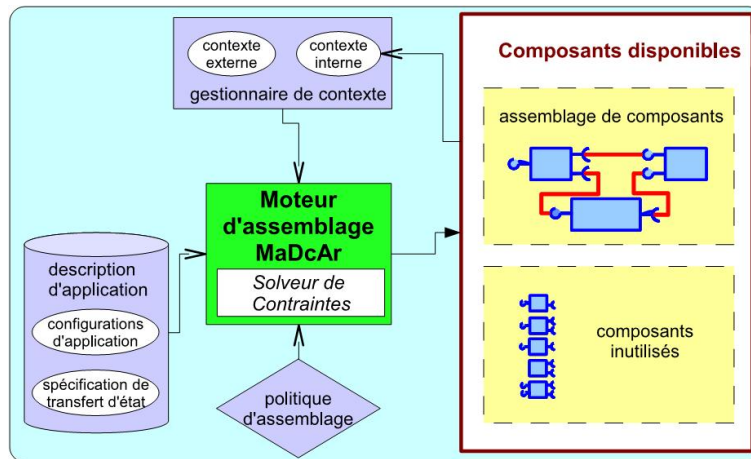 contexte
externe
contexte
interne
gestionnaire de contexte
Composants disponibles
assemblage de composants
Moteur
d'assemblage
MaDcAr
Solveur de
Contraintes
description
d'application
configurations
d'application
spécification de
transfert d'état
politique
d'assemblage
composants
inutilisés